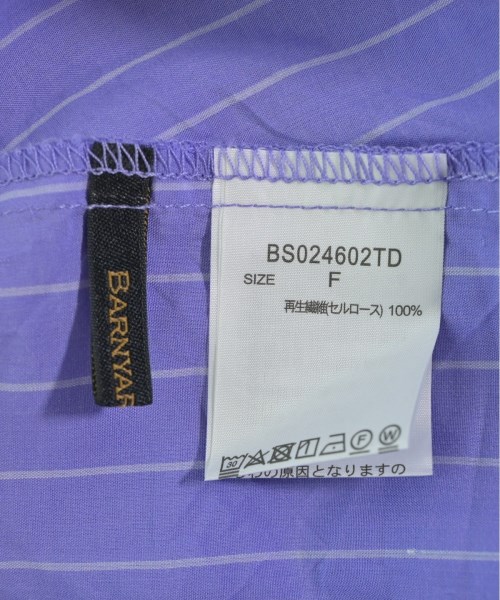 BARNYAR
BS024602TD
SIZE F
再生繊維(セルロース) 100%
30 F W
の原因となりますの